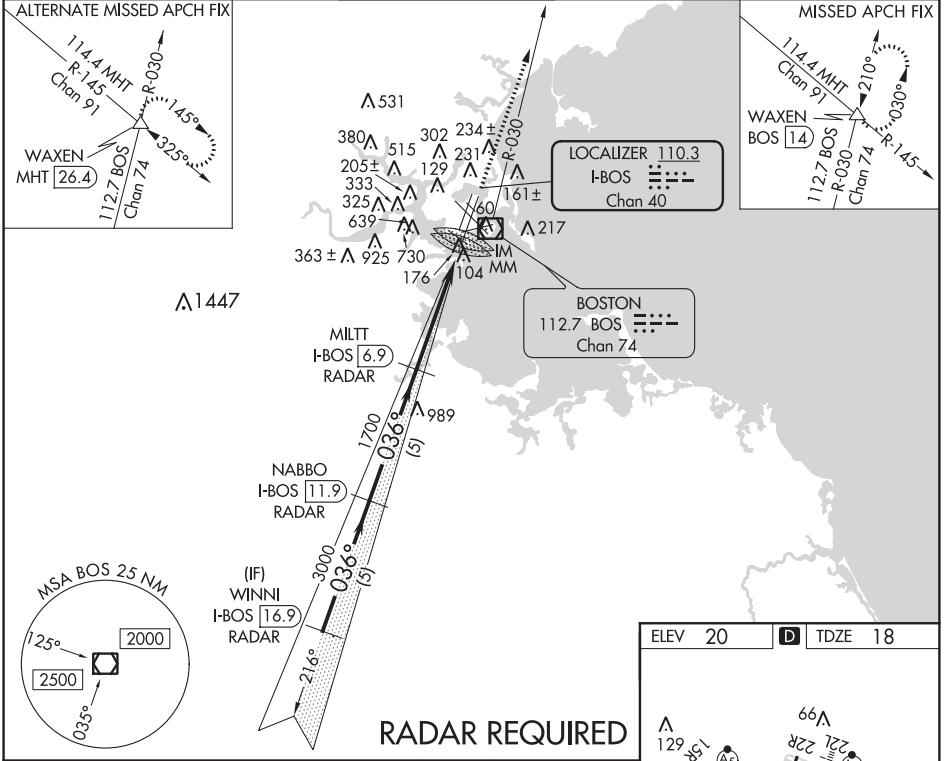 ALTERNATE MISSED APCH FIX
114.4 MHT
R-145
Chan 91
R-030
145°
325°
WAXEN
MHT 26.4
112.7 BOS
Chan 74
MISSED APCH FIX
114.4 MHT
Chan 91
210°
030°
WAXEN
BOS 14
112.7 BOS
R-030
Chan 74
R-145
531
380
515
302
234±
205±
129
231
R-030
333
161±
325
60
639
217
363±
925
730
IM
MM
176
104
1447
LOCALIZER 110.3
I-BOS
Chan 40
BOSTON
112.7 BOS
Chan 74
MILTT
I-BOS 6.9
RADAR
989
1700
036°
(5)
NABBO
I-BOS 11.9
RADAR
3000
036°
(5)
(IF)
WINNI
I-BOS 16.9
RADAR
216°
MSA BOS 25 NM
125°
2000
2500
035°
RADAR REQUIRED
ELEV 20
D
TDZE 18
129
15R
66
22R
22L